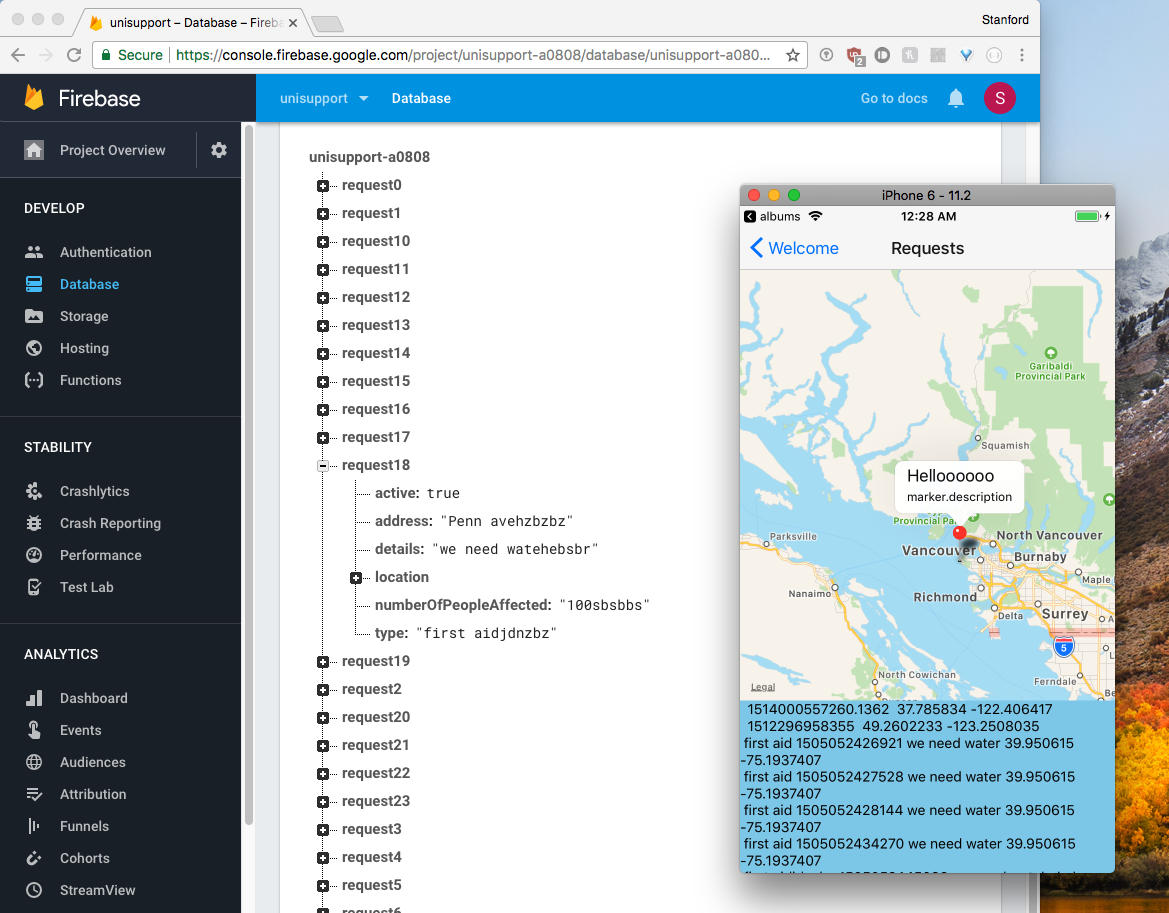 unisupport – Database – Fireba
Stanford
Secure
https://console.firebase.google.com/project/unisupport-a0808/database/unisupport-a080...
2
Firebase
unisupport
Database
Go to docs
S
Project Overview
DEVELOP
Authentication
Database
Storage
Hosting
Functions
STABILITY
Crashlytics
Crash Reporting
Performance
Test Lab
ANALYTICS
Dashboard
Events
Audiences
Attribution
Funnels
Cohorts
StreamView
unisupport-a0808
request0
request1
request10
request11
request12
request13
request14
request15
request16
request17
request18
active: true
address: "Penn avehzbzbz"
details: "we need watehebsbr"
location
numberOfPeopleAffected: "100sbsbbs"
type: "first aidjdnzbz"
request19
request2
request20
request21
request22
request23
request3
request4
request5
request6
iPhone 6 - 11.2
albums
12:28 AM
Welcome
Requests
Garibaldi
Provincial Park
Squamish
Helloooooo
marker.description
Provincial Pa
Parksville
North Vancouver
Vancouver
Burnaby
Maple
Nanaimo
Richmond
Delta
Surrey
A
5
L
North Cowichan
Ferndale
Legal
Be
1514000557260.1362 37.785834 -122.406417
1512296958355 49.2602233 -123.2508035
first aid 1505052426921 we need water 39.950615
-75.1937407
first aid 1505052427528 we need water 39.950615
-75.1937407
first aid 1505052428144 we need water 39.950615
-75.1937407
first aid 1505052434270 we need water 39.950615
-75.1937407